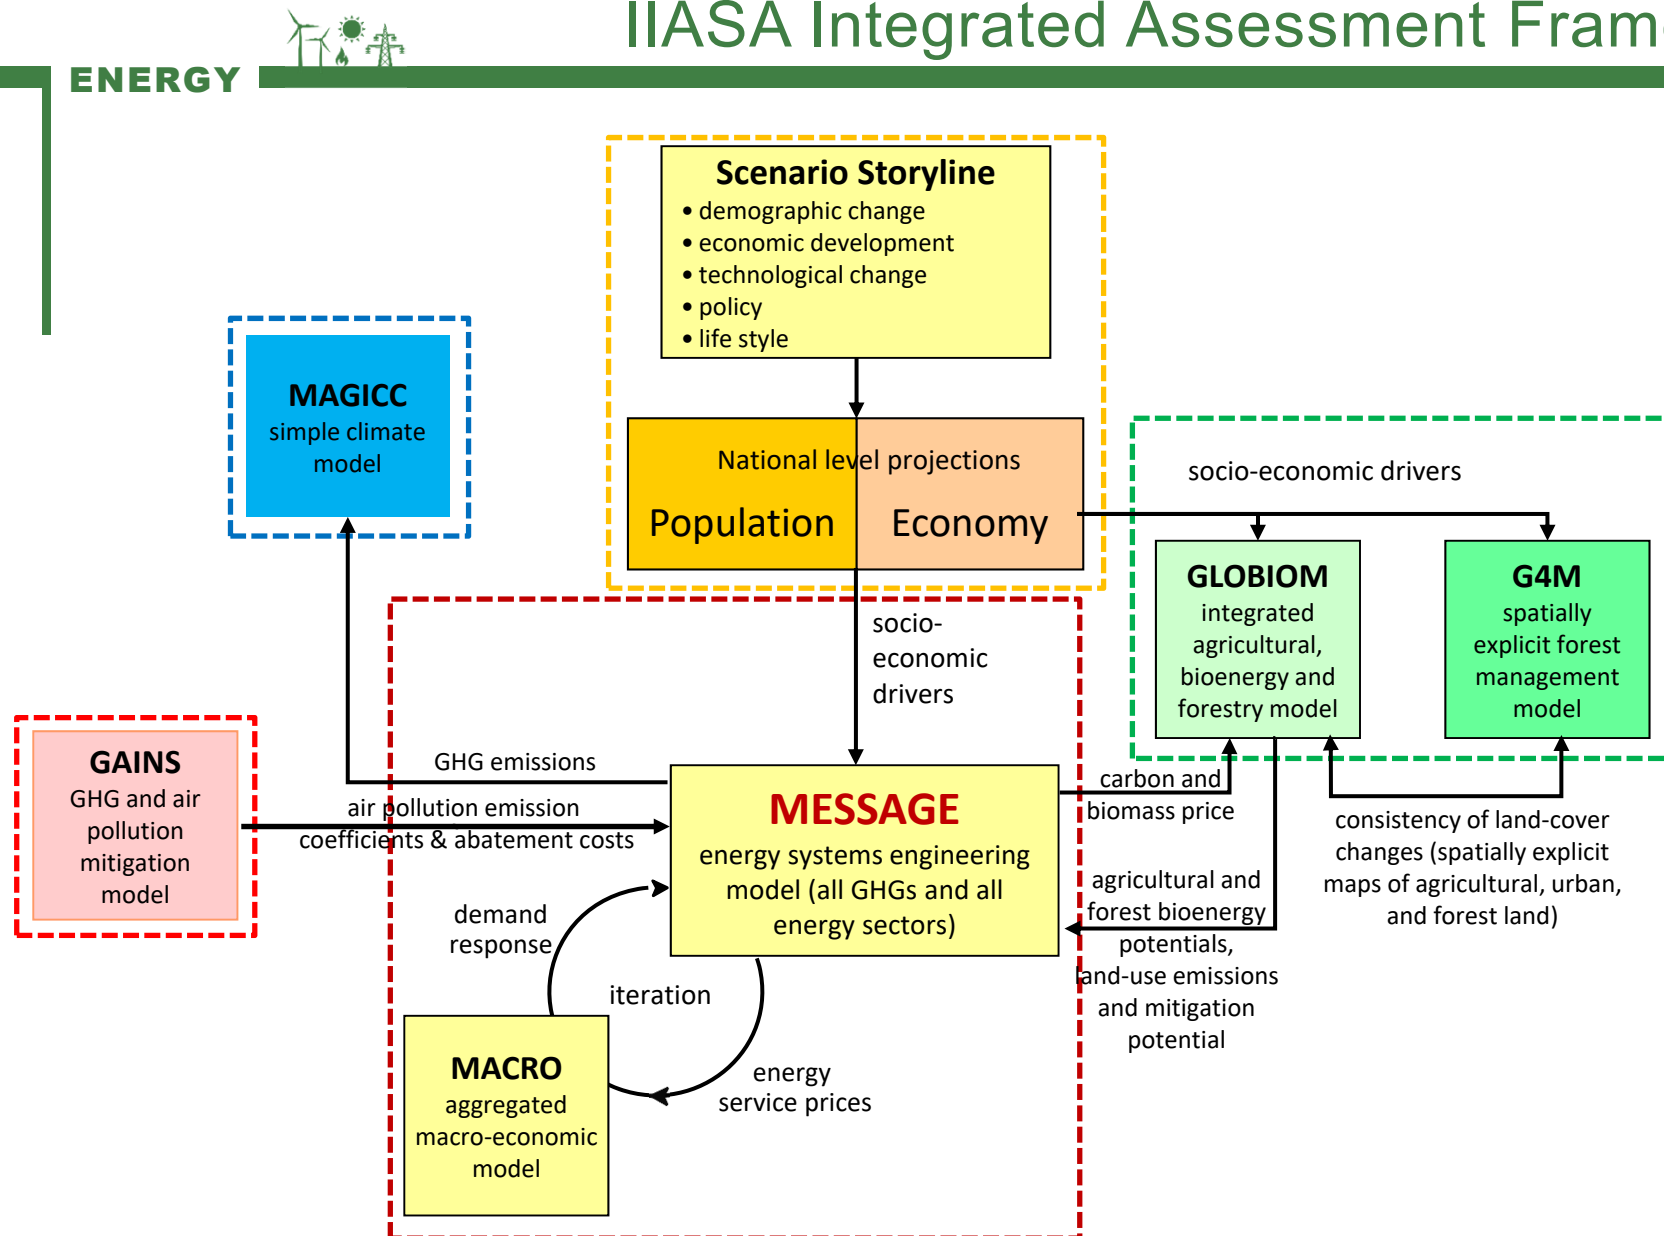 IIASA Integrated Assessment Fram
ENERGY
Scenario Storyline
• demographic change
• economic development
• technological change
• policy
• life style
MAGICC
simple climate
model
National level projections
Population
Economy
socio-economic drivers
GLOBIOM
integrated
agricultural,
bioenergy and
forestry model
G4M
spatially
explicit forest
management
model
socio-
economic
drivers
GAINS
GHG and air
pollution
mitigation
model
GHG emissions
air pollution emission
coefficients & abatement costs
MESSAGE
energy systems engineering
model (all GHGs and all
energy sectors)
carbon and
biomass price
consistency of land-cover
changes (spatially explicit
maps of agricultural, urban,
and forest land)
agricultural and
forest bioenergy
potentials,
land-use emissions
and mitigation
potential
demand
response
iteration
MACRO
aggregated
macro-economic
model
energy
service prices